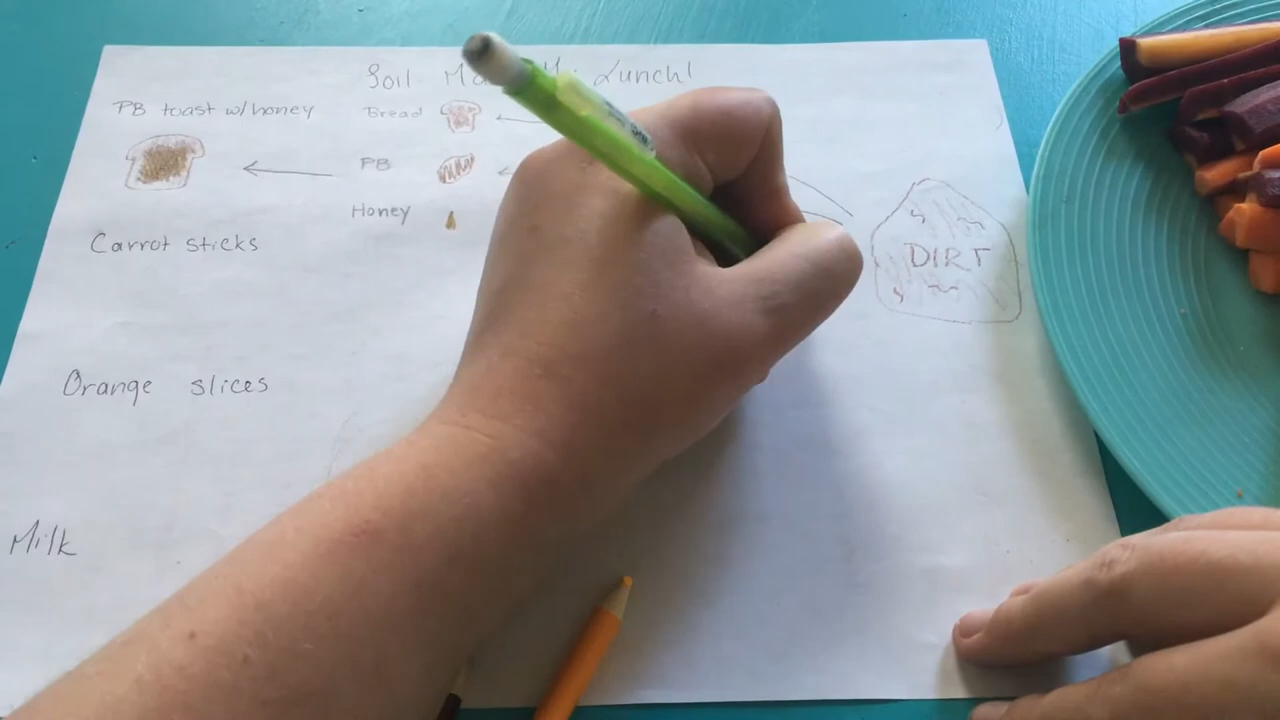 Soil Lunch!
PB toast w/honey
Bread
PB
Honey
Carrot sticks
DIRT
Orange slices
Milk